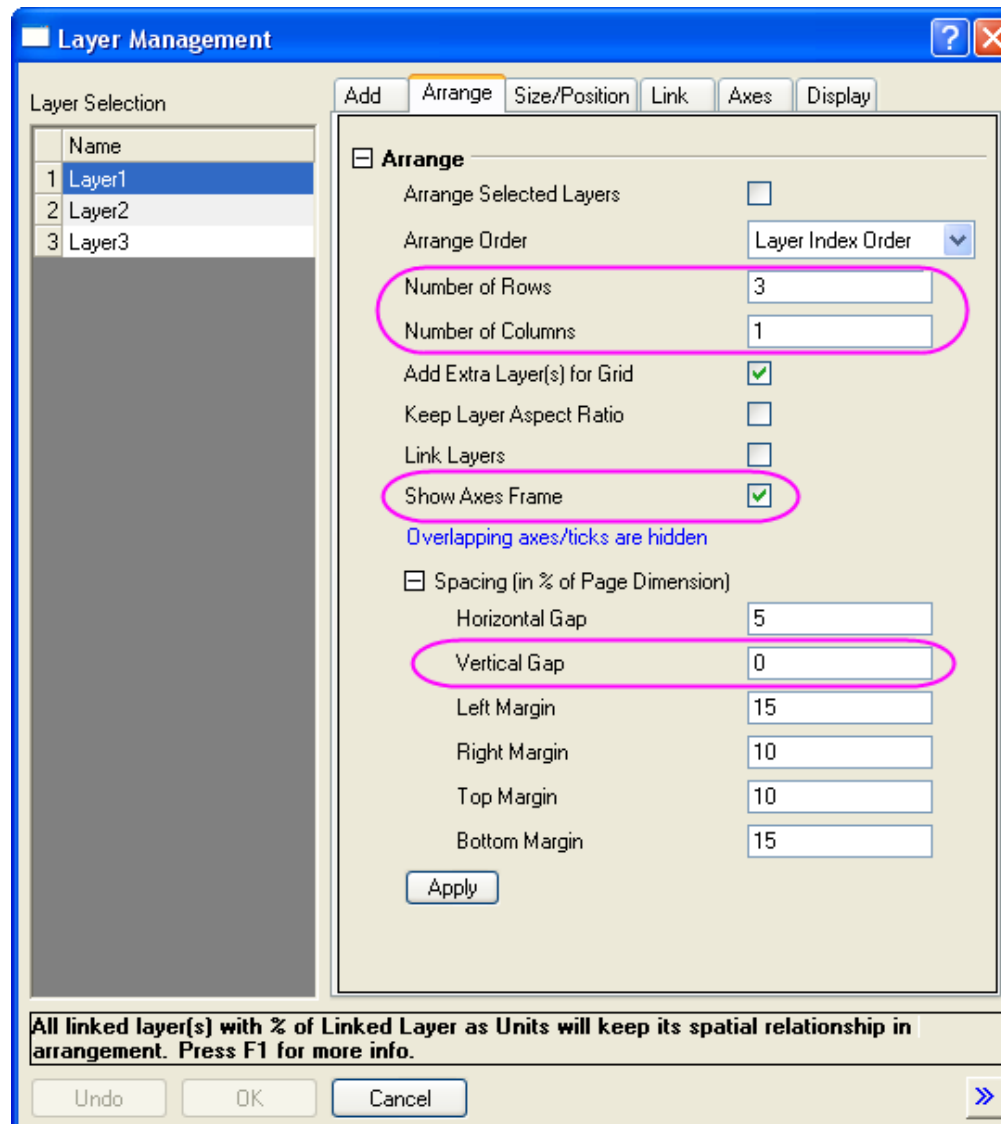 Layer Management
?
Layer Selection
Name
1 Layer1
2 Layer2
3 Layer3
Add Arrange Size/Position Link Axes Display
Arrange
Arrange Selected Layers
Arrange Order Layer Index Order
Number of Rows 3
Number of Columns 1
Add Extra Layer(s) for Grid
Keep Layer Aspect Ratio
Link Layers
Show Axes Frame
Overlapping axes/ticks are hidden
Spacing (in % of Page Dimension)
Horizontal Gap 5
Vertical Gap 0
Left Margin 15
Right Margin 10
Top Margin 10
Bottom Margin 15
Apply
All linked layer(s) with % of Linked Layer as Units will keep its spatial relationship in
arrangement. Press F1 for more info.
Undo OK Cancel